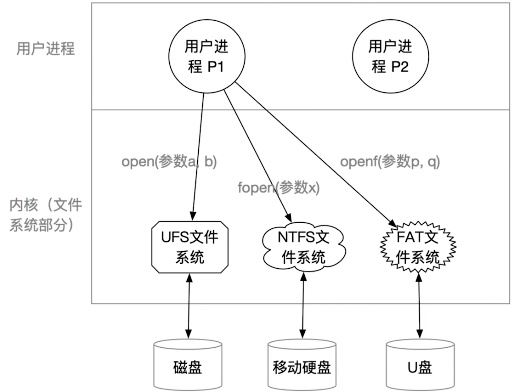 用户进程
用户进
程 P1
用户进
程 P2
open(参数a, b)
openf(参数p, q)
fopen(参数x)
内核（文件
系统部分）
UFS文件
系统
NTFS文
件系统
FAT文
件系统
磁盘
移动硬盘
U盘